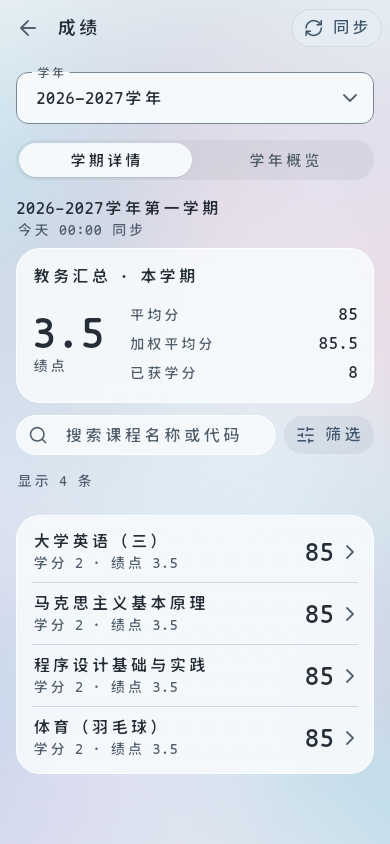 成绩
同步
学年
2026-2027学年
学期详情
学年概览
2026-2027学年第一学期
今天 00:00 同步
教务汇总 · 本学期
3.5
绩点
平均分 85
加权平均分 85.5
已获学分 8
搜索课程名称或代码
筛选
显示 4 条
大学英语（三）
学分 2 · 绩点 3.5
85
马克思主义基本原理
学分 2 · 绩点 3.5
85
程序设计基础与实践
学分 2 · 绩点 3.5
85
体育（羽毛球）
学分 2 · 绩点 3.5
85